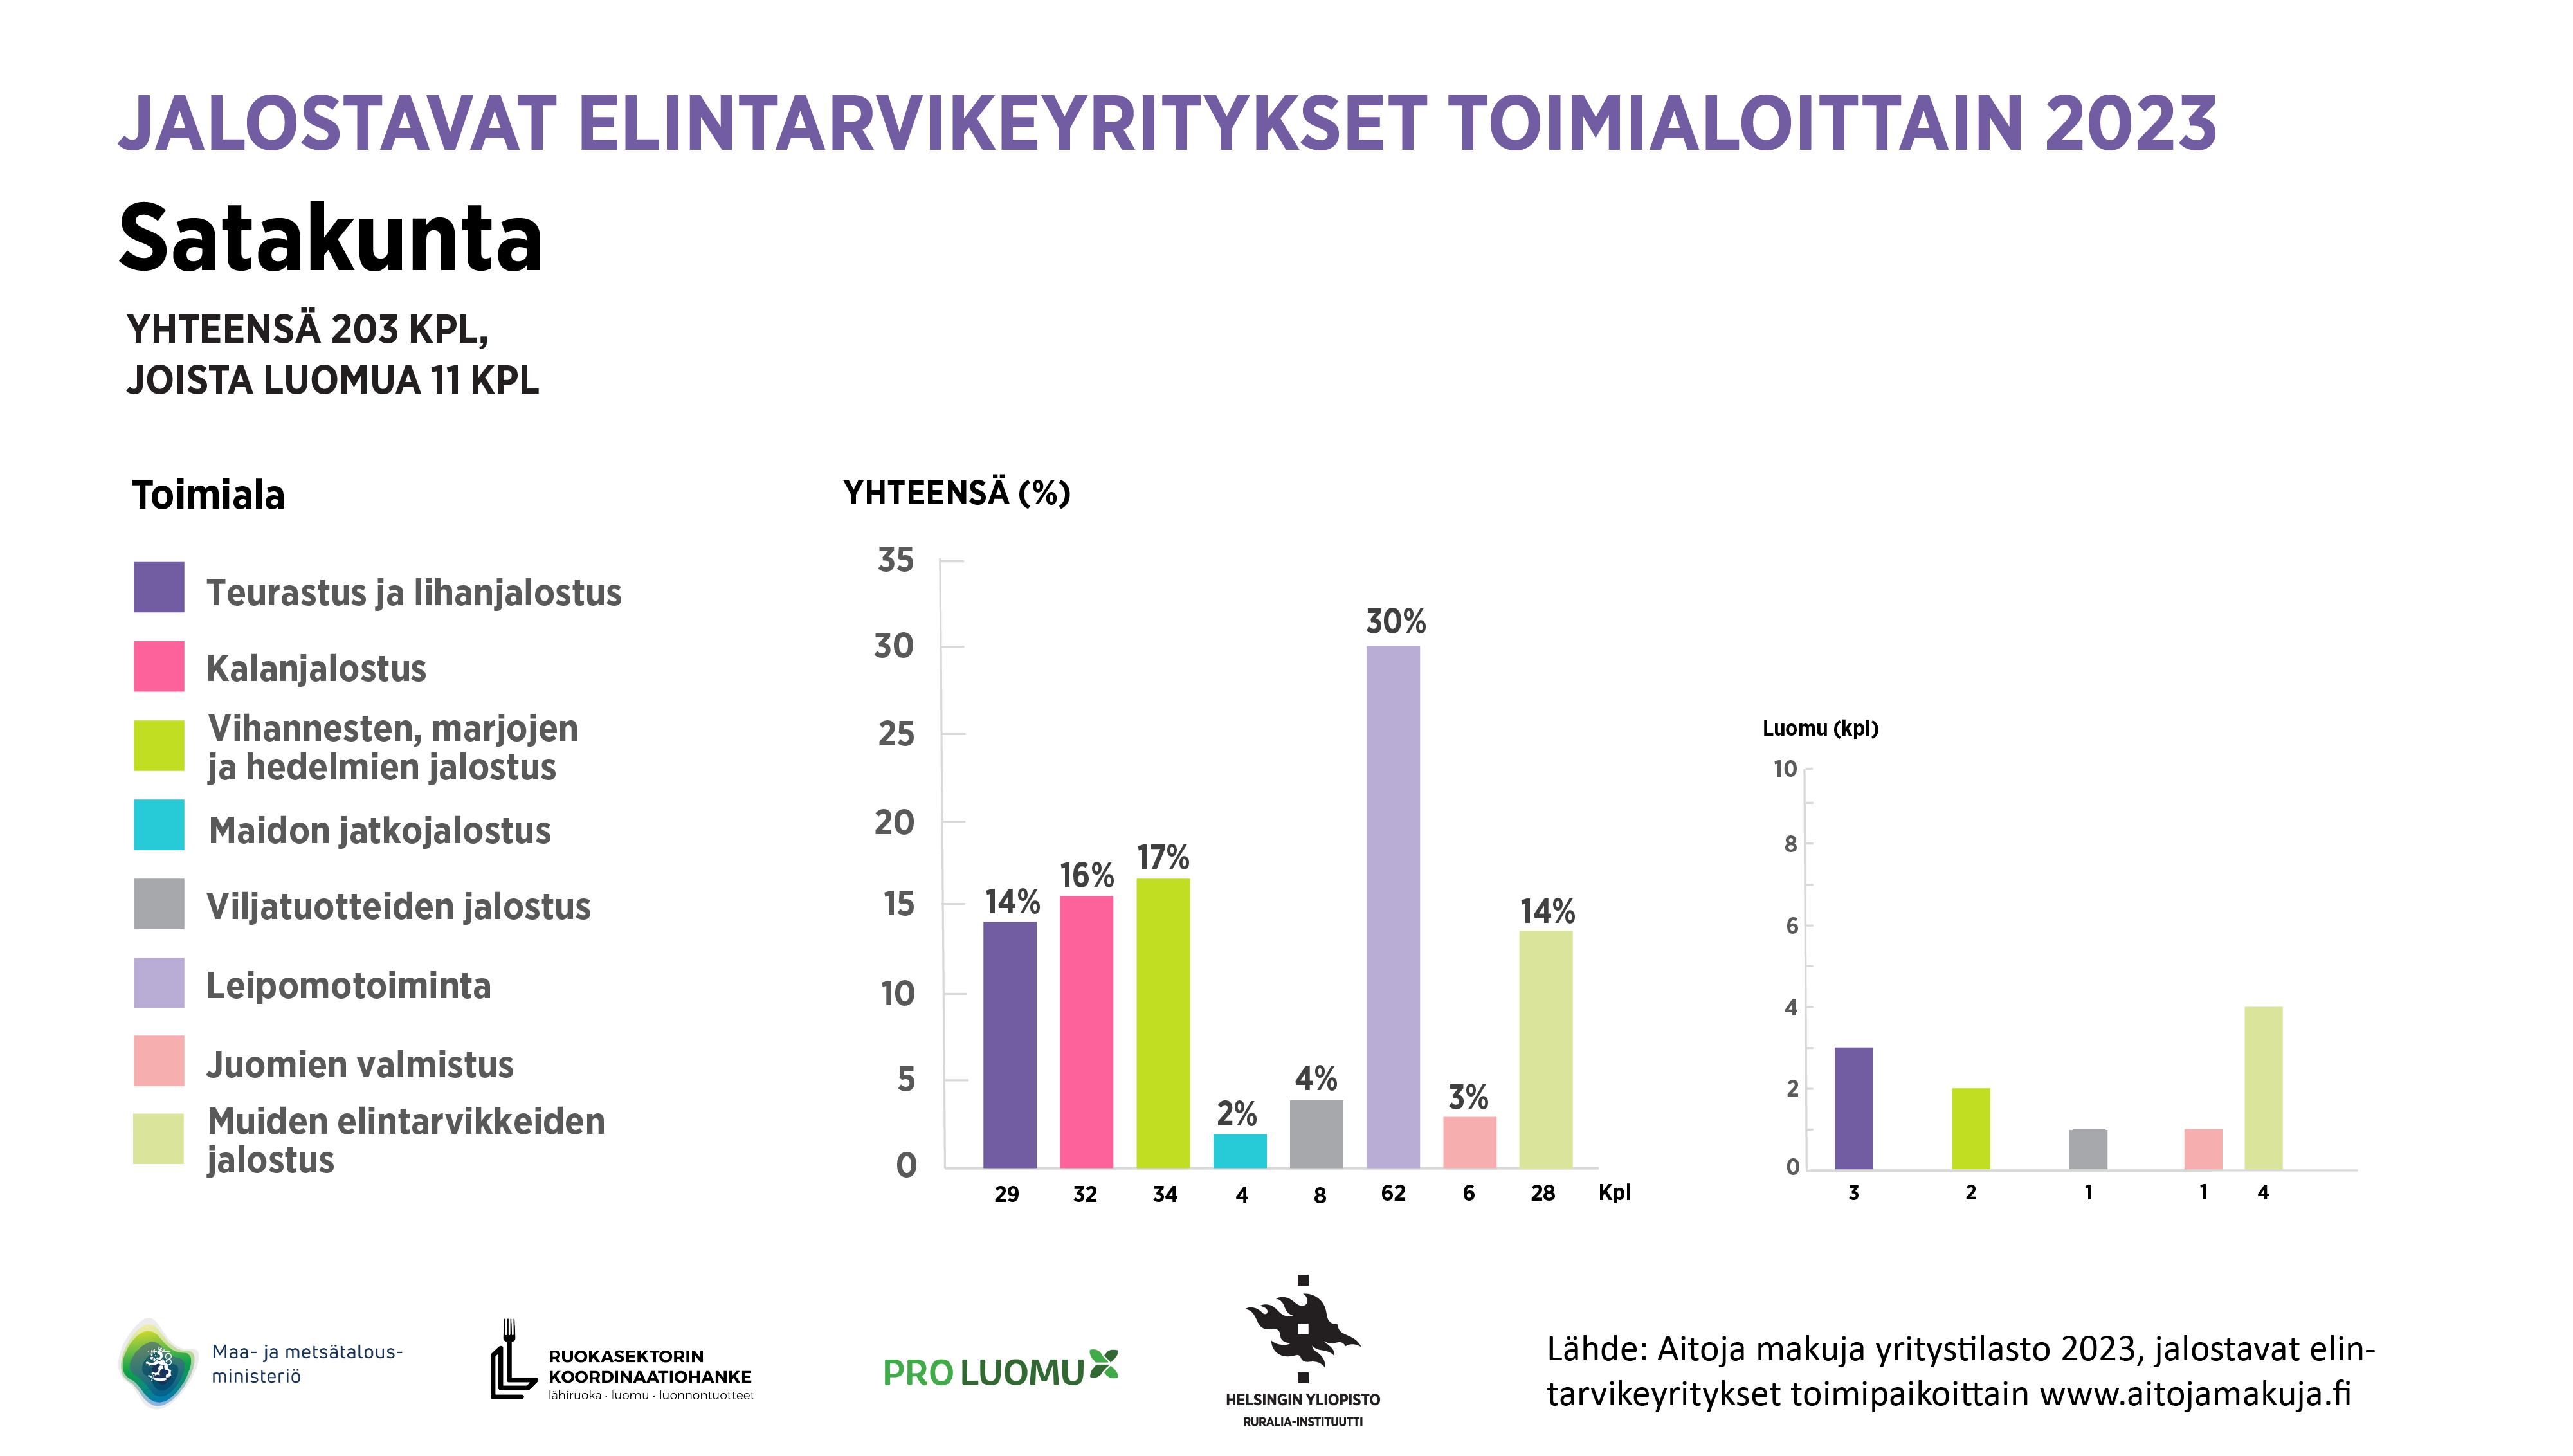 JALOSTAVAT ELINTARVIKEYRITYKSET TOIMIALOITTAIN 2023
Satakunta
YHTEENSÄ 203 KPL,
JOISTA LUOMUA 11 KPL
Toimiala
Teurastus ja lihanjalostus
Kalanjalostus
Vihannesten, marjojen
ja hedelmien jalostus
Maidon jatkojalostus
Viljatuotteiden jalostus
Leipomotoiminta
Juomien valmistus
Muiden elintarvikkeiden
jalostus
YHTEENSÄ (%)
35
30
25
20
15
10
5
0
14%
16%
17%
2%
4%
30%
3%
14%
29 32 34 4 8 62 6 28 Kpl
Luomu (kpl)
10
8
6
4
2
0
3 2 1 1 4
Maa- ja metsätalous-
ministeriö
RUOKASEKTORIN
KOORDINAATIOHANKE
lähiruoka · luomu · luonnontuotteet
PRO LUOMU
HELSINGIN YLIOPISTO
RURALIA-INSTITUUTTI
Lähde: Aitoja makuja yritystilasto 2023, jalostavat elin-
tarvikeyritykset toimipaikoittain www.aitojamakuja.fi